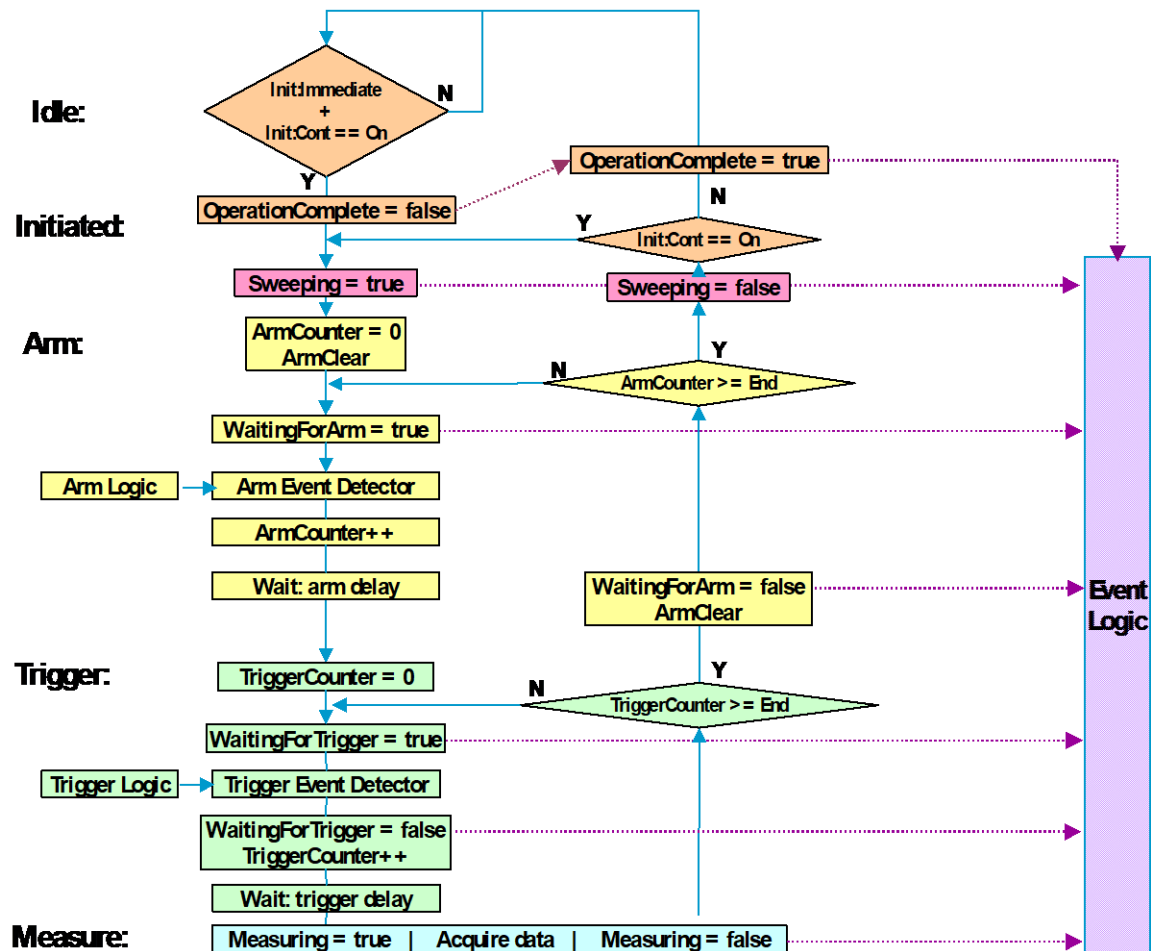 Idle:
Init:Immediate
+
Init:Cont == On
N
Y
OperationComplete = true
N
OperationComplete = false
Initiated:
Y
Init:Cont == On
Sweeping = true
Sweeping = false
Arm:
ArmCounter = 0
ArmClear
Y
N
ArmCounter >= End
WaitingForArm = true
Arm Logic
Arm Event Detector
ArmCounter++
Wait: arm delay
WaitingForArm = false
ArmClear
Event
Logic
Trigger:
TriggerCounter = 0
Y
N
TriggerCounter >= End
WaitingForTrigger = true
Trigger Logic
Trigger Event Detector
WaitingForTrigger = false
TriggerCounter++
Wait: trigger delay
Measure:
Measuring = true | Acquire data | Measuring = false